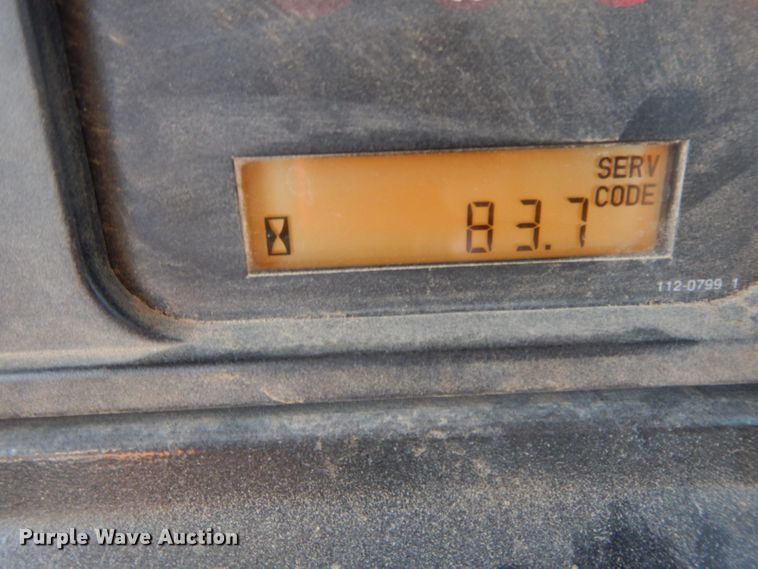 SERV
CODE
83.7
112-0799 1
Purple Wave Auction